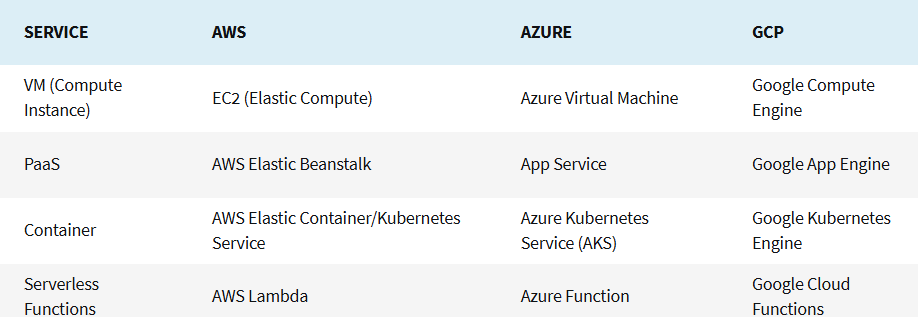 SERVICE AWS AZURE GCP
VM (Compute Instance) EC2 (Elastic Compute) Azure Virtual Machine Google Compute Engine
PaaS AWS Elastic Beanstalk App Service Google App Engine
Container AWS Elastic Container/Kubernetes Service Azure Kubernetes Service (AKS) Google Kubernetes Engine
Serverless Functions AWS Lambda Azure Function Google Cloud Functions